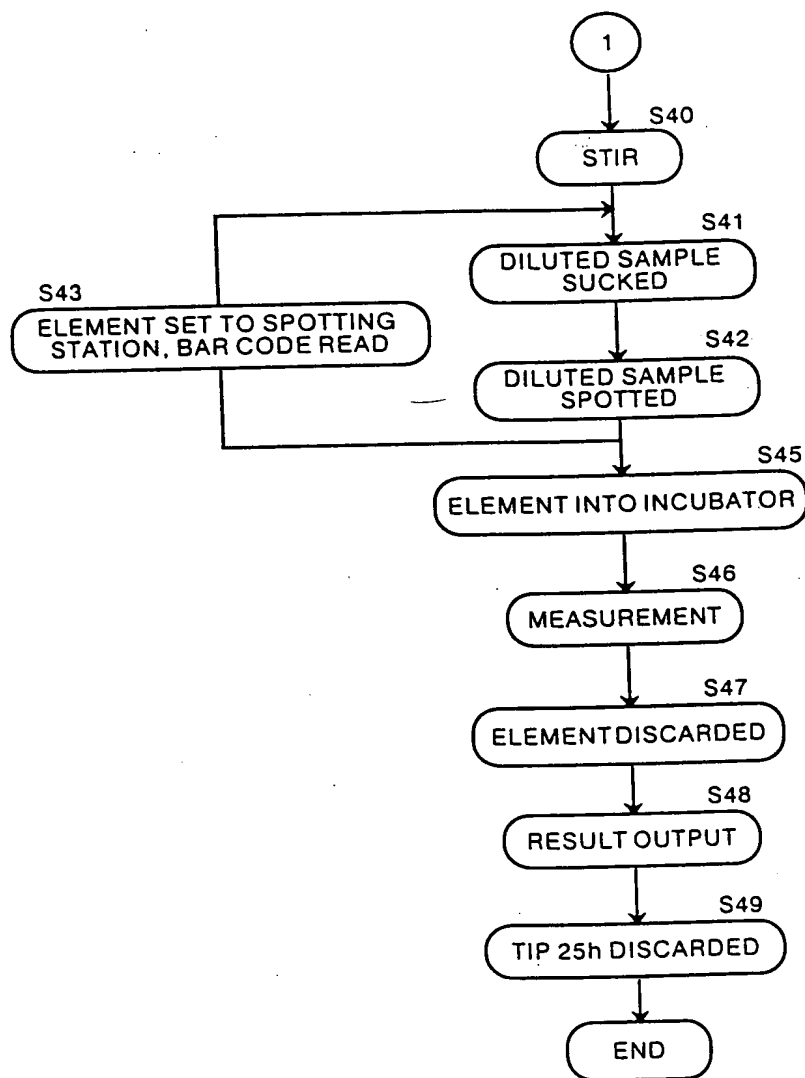 1
S40
STIR
S41
DILUTED SAMPLE
SUCKED
S43
ELEMENT SET TO SPOTTING
STATION, BAR CODE READ
S42
DILUTED SAMPLE
SPOTTED
S45
ELEMENT INTO INCUBATOR
S46
MEASUREMENT
S47
ELEMENT DISCARDED
S48
RESULT OUTPUT
S49
TIP 25h DISCARDED
END